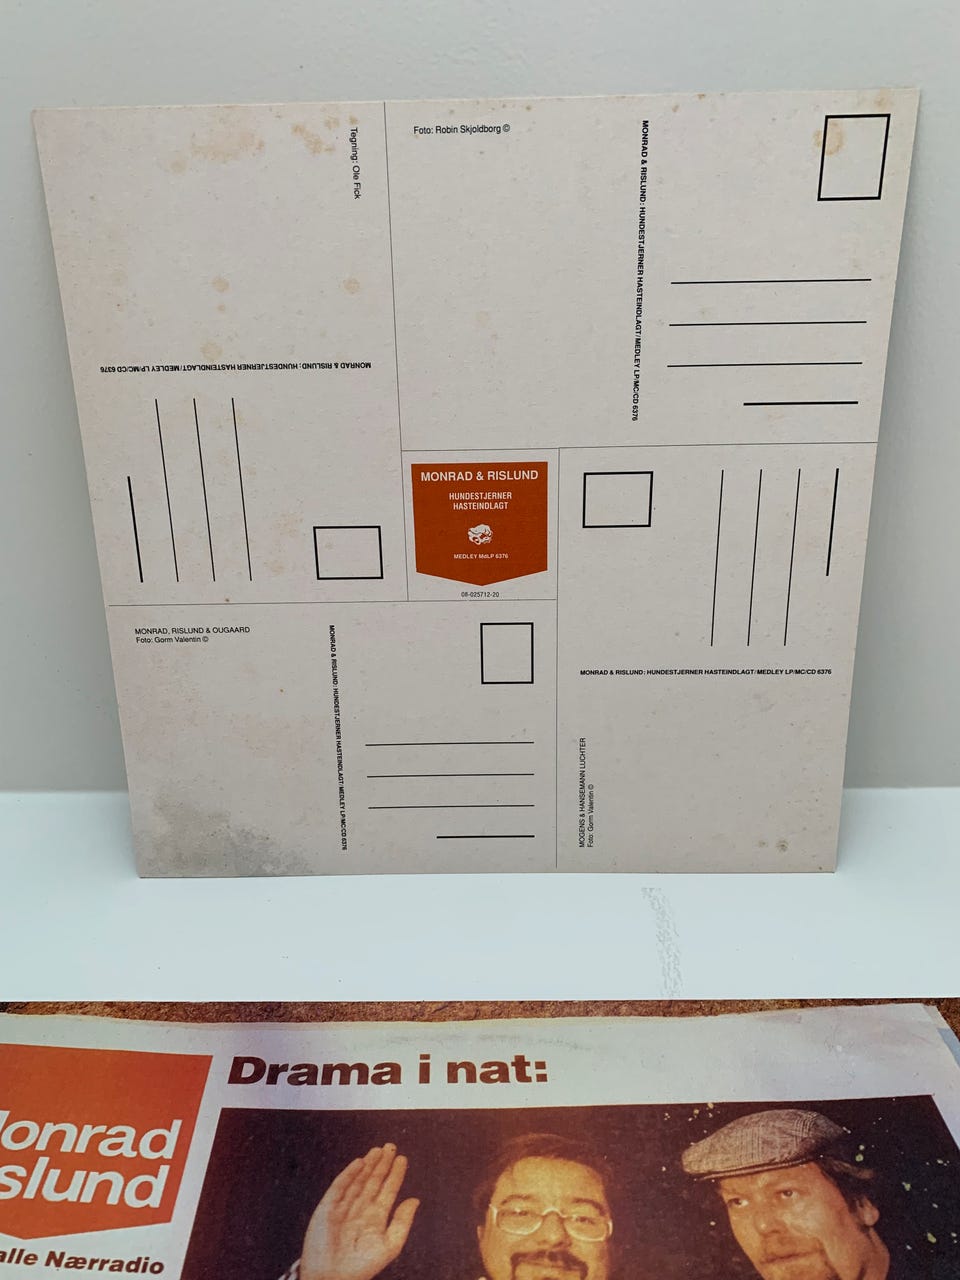 Tegning: Ole Fick
MONRAD & RISLUND: HUNDESTJERNER HASTEINDLAGT/MEDLEY LP/MC/CD 6376
Foto: Robin Skjoldborg ©
MONRAD & RISLUND: HUNDESTJERNER HASTEINDLAGT/MEDLEY LP/MC/CD 6376
MONRAD & RISLUND
HUNDESTJERNER
HASTEINDLAGT
MEDLEY MdLP 6376
08-025712-20
MONRAD, RISLUND & OUGAARD
Foto: Gorm Valentin ©
MONRAD & RISLUND: HUNDESTJERNER HASTEINDLAGT/MEDLEY LP/MC/CD 6376
MONRAD & RISLUND: HUNDESTJERNER HASTEINDLAGT/MEDLEY LP/MC/CD 6376
MOGENS & HANSEMANN LUCHTER
Foto: Gorm Valentin ©
Drama i nat:
onrad
slund
alle Nærradio